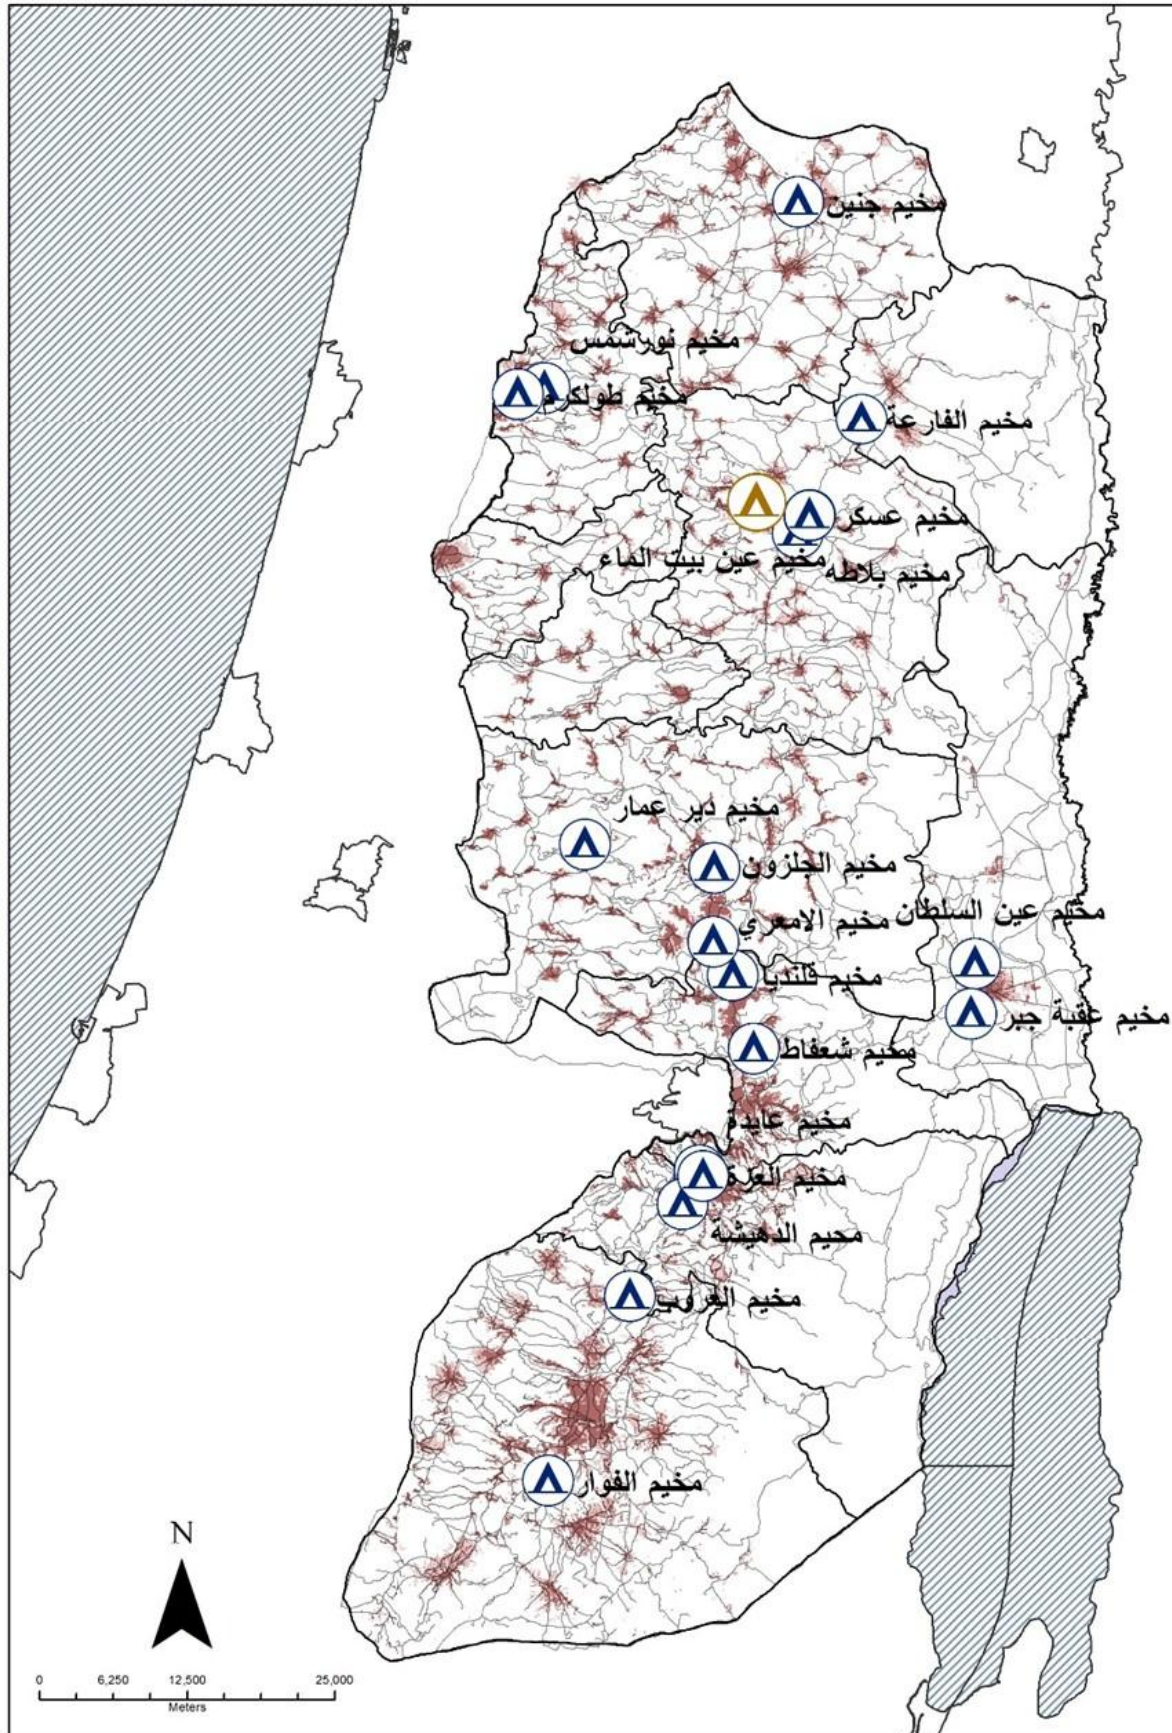 مخيم جنين
مخيم نورشمس
مخيم طولكرم
مخيم الفارعة
مخيم عسكر
مخيم عين بيت الماء
مخيم بلاطه
مخيم دير عمار
مخيم الجلزون
مخيم عين السلطان
مخيم الامعري
مخيم قلنديا
مخيم عقبة جبر
مخيم شعفاط
مخيم عايدة
مخيم العزة
مخيم الدهيشة
مخيم العروب
مخيم الفوار
N
0 6,250 12,500 25,000
Meters